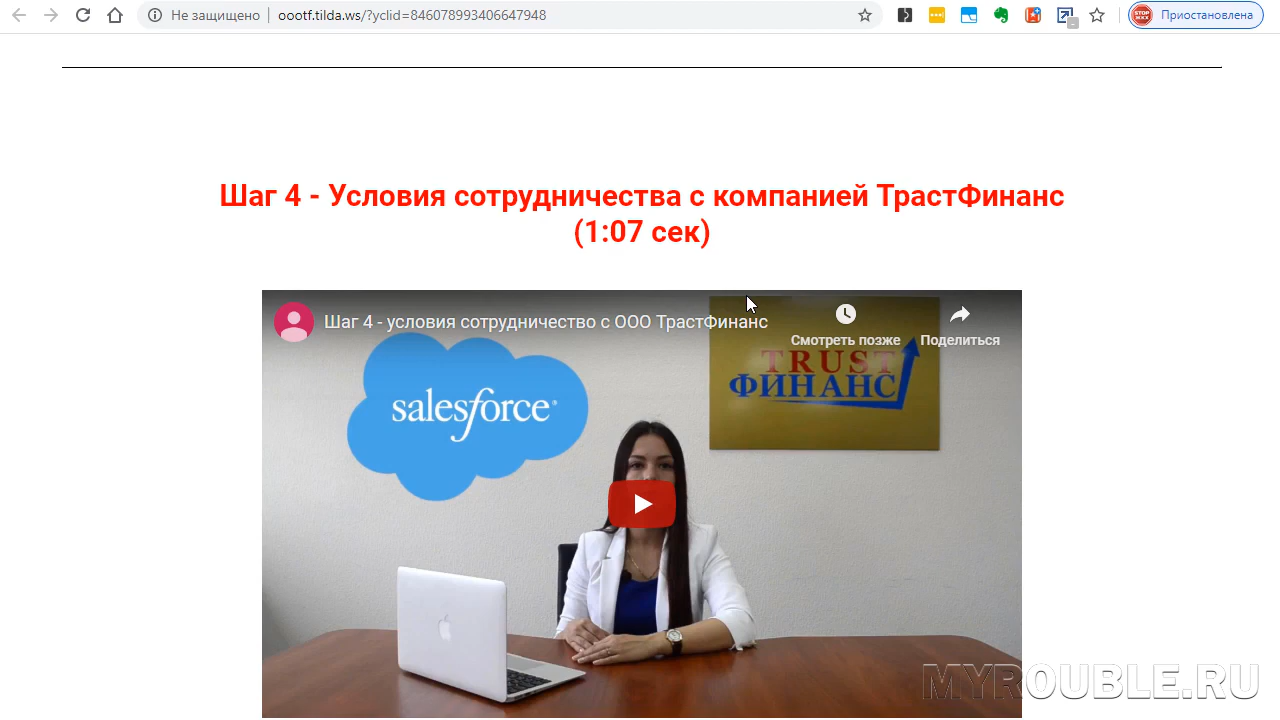 Не защищено | oootf.tilda.ws/?yclid=846078993406647948
Приостановлена
Шаг 4 - Условия сотрудничества с компанией ТрастФинанс
(1:07 сек)
Шаг 4 - условия сотрудничество с ООО ТрастФинанс
Смотреть позже
Поделиться
salesforce
TRUST
ФИНАНС
MYROUBLE.RU